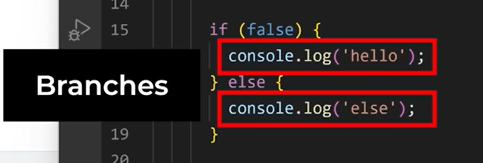 14
15 if (false) {
console.log('hello');
Branches
} else {
console.log('else');
19 }
20